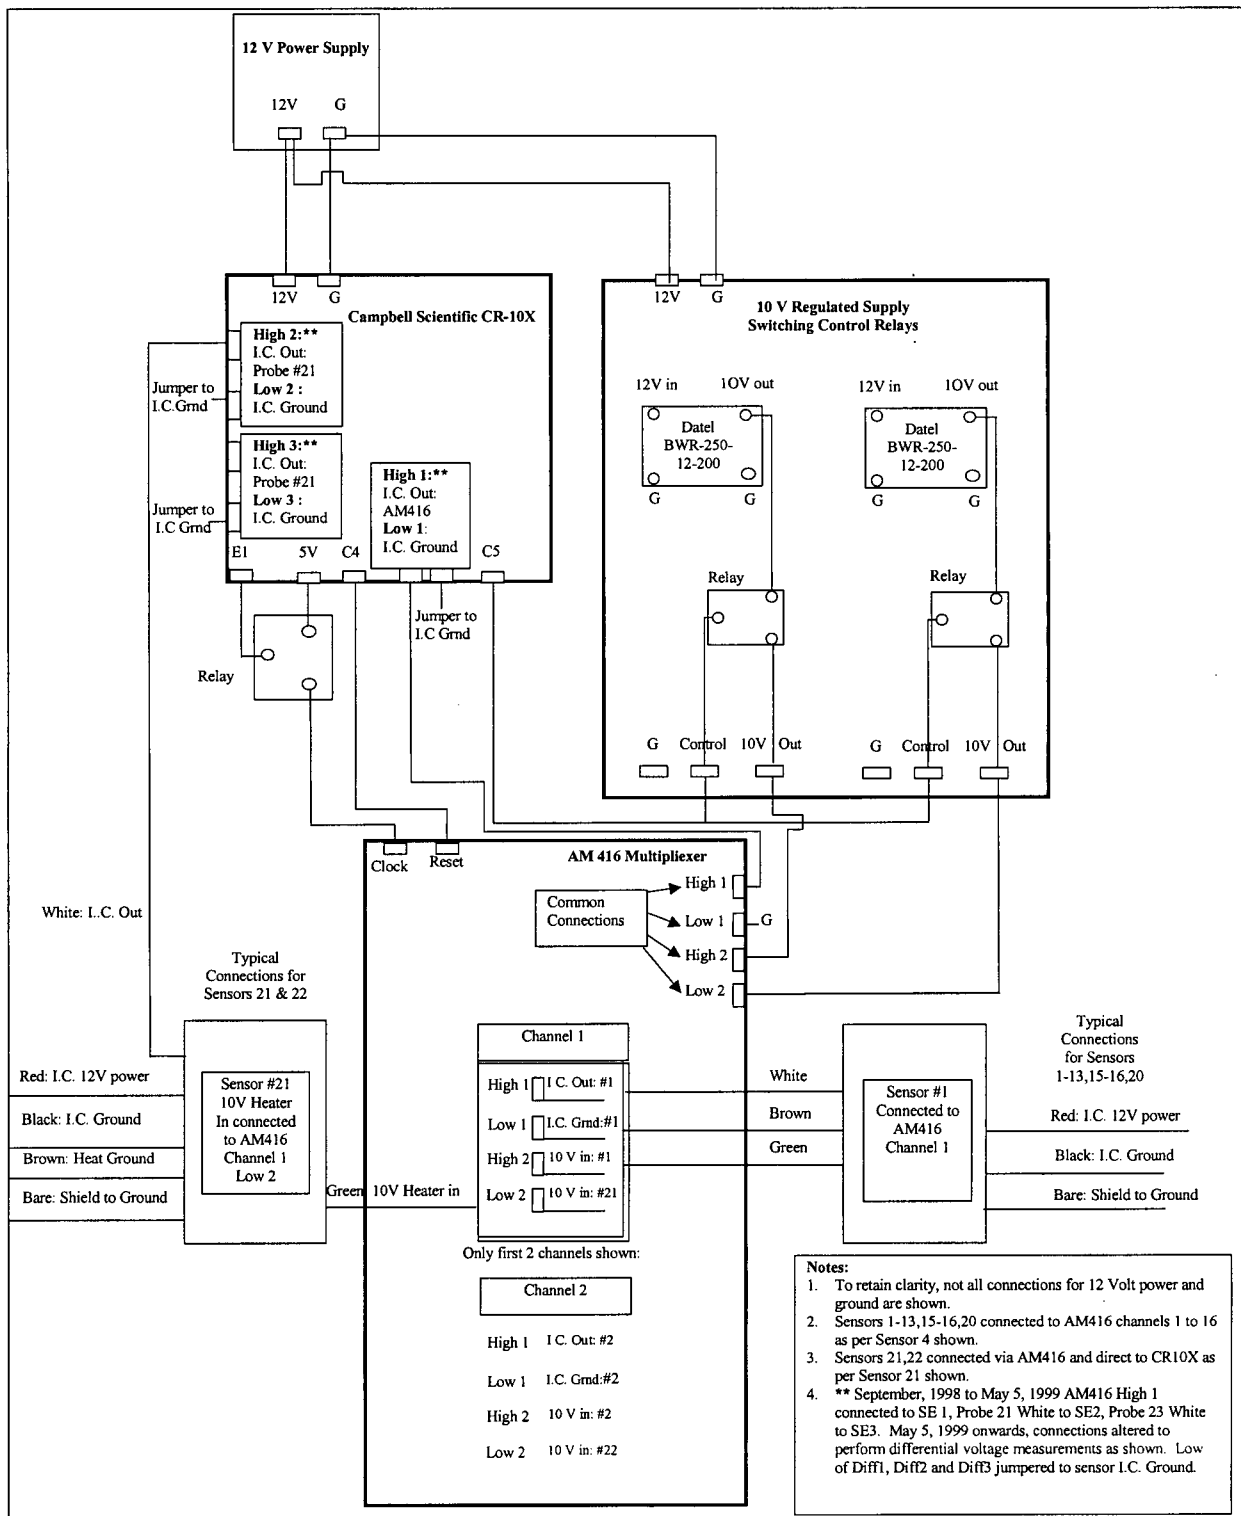 12 V Power Supply
12V G
12V G
Campbell Scientific CR-10X
High 2:**
I.C. Out:
Probe #21
Low 2 :
I.C. Ground
Jumper to
I.C.Grnd
High 3:**
I.C. Out:
Probe #21
Low 3 :
I.C. Ground
Jumper to
I.C Grnd
High 1:**
I.C. Out:
AM416
Low 1:
I.C. Ground
E1 5V C4 C5
Jumper to
I.C Grnd
Relay
12V G
10 V Regulated Supply
Switching Control Relays
12V in 1OV out
Datel
BWR-250-
12-200
G G
Relay
G Control 10V Out
12V in 1OV out
Datel
BWR-250-
12-200
G G
Relay
G Control 10V Out
AM 416 Multipliexer
Clock Reset
Common
Connections
High 1
Low 1 G
High 2
Low 2
White: I..C. Out
Typical
Connections for
Sensors 21 & 22
Red: I.C. 12V power
Black: I.C. Ground
Brown: Heat Ground
Bare: Shield to Ground
Sensor #21
10V Heater
In connected
to AM416
Channel 1
Low 2
Green 10V Heater in
Channel 1
High 1 I C. Out: #1
Low 1 I.C. Grnd:#1
High 2 10 V in: #1
Low 2 10 V in: #21
Only first 2 channels shown:
Channel 2
High 1 I C. Out: #2
Low 1 I.C. Grnd:#2
High 2 10 V in: #2
Low 2 10 V in: #22
White
Brown
Green
Sensor #1
Connected to
AM416
Channel 1
Typical
Connections
for Sensors
1-13,15-16,20
Red: I.C. 12V power
Black: I.C. Ground
Bare: Shield to Ground
Notes:
1. To retain clarity, not all connections for 12 Volt power and
ground are shown.
2. Sensors 1-13,15-16,20 connected to AM416 channels 1 to 16
as per Sensor 4 shown.
3. Sensors 21,22 connected via AM416 and direct to CR10X as
per Sensor 21 shown.
4. ** September, 1998 to May 5, 1999 AM416 High 1
connected to SE 1, Probe 21 White to SE2, Probe 23 White
to SE3. May 5, 1999 onwards, connections altered to
perform differential voltage measurements as shown. Low
of Diff1, Diff2 and Diff3 jumpered to sensor I.C. Ground.